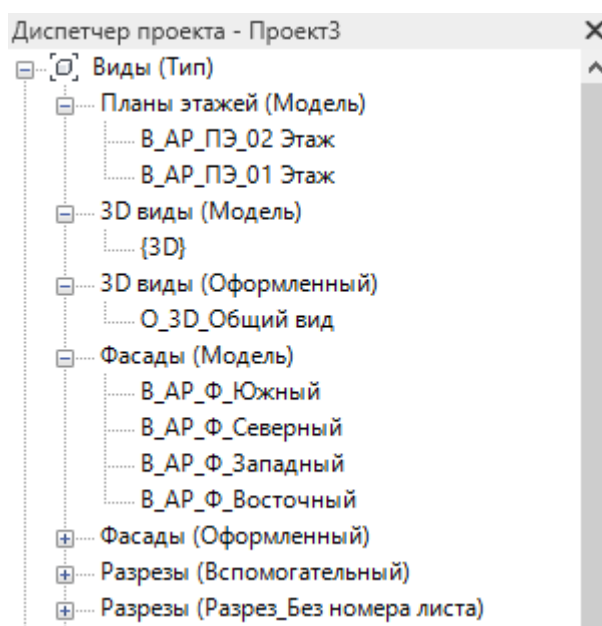 Диспетчер проекта - Проект3
Виды (Тип)
Планы этажей (Модель)
В_АР_ПЭ_02 Этаж
В_АР_ПЭ_01 Этаж
3D виды (Модель)
{3D}
3D виды (Оформленный)
О_3D_Общий вид
Фасады (Модель)
В_АР_Ф_Южный
В_АР_Ф_Северный
В_АР_Ф_Западный
В_АР_Ф_Восточный
Фасады (Оформленный)
Разрезы (Вспомогательный)
Разрезы (Разрез_Без номера листа)